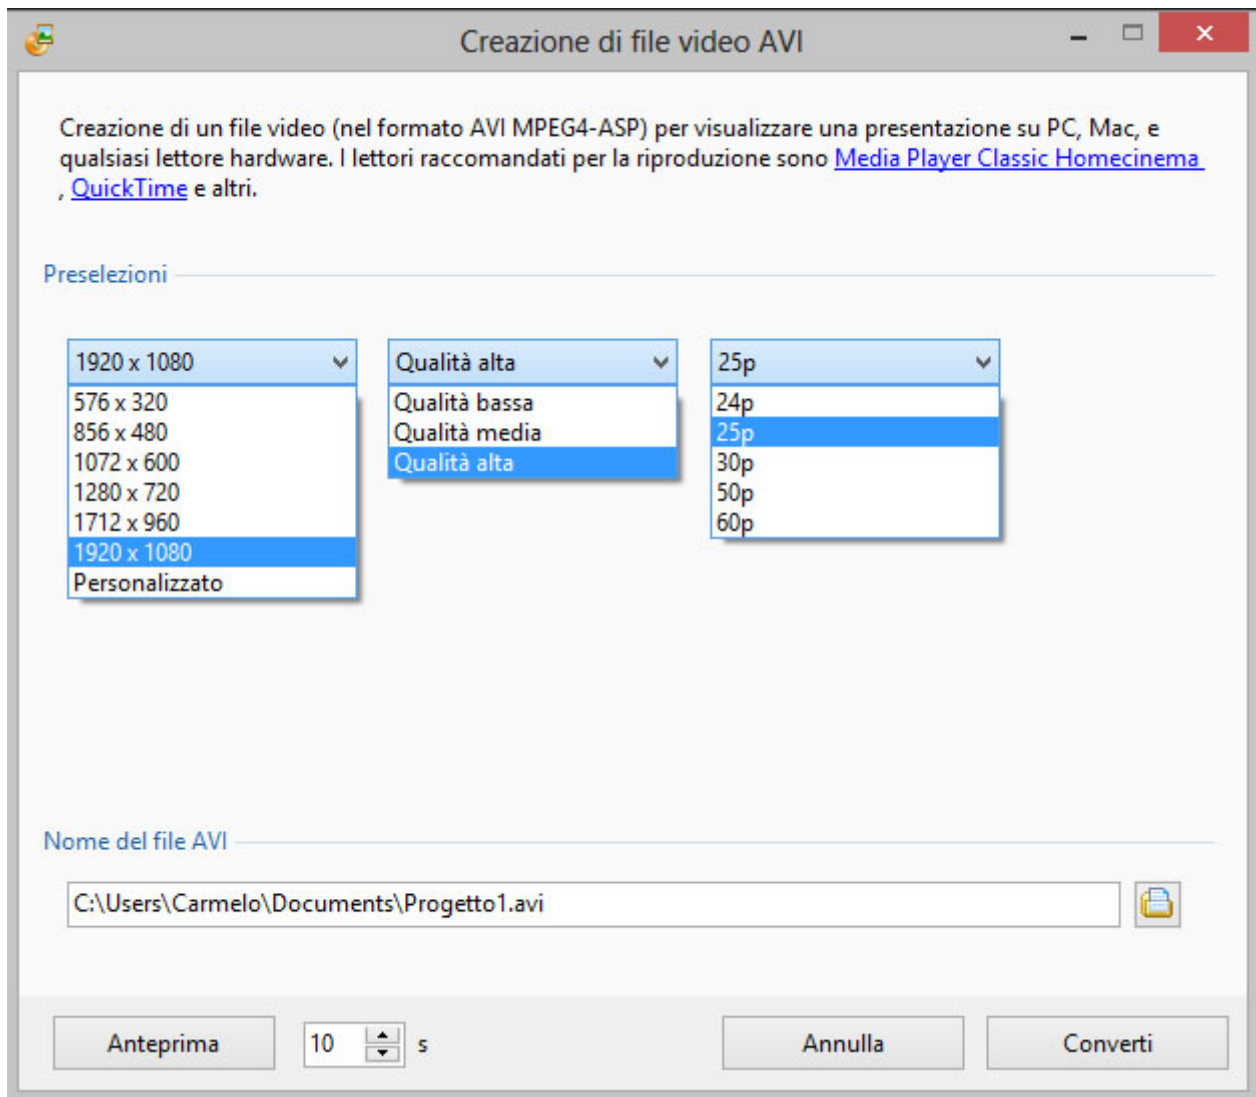 Creazione di file video AVI
Creazione di un file video (nel formato AVI MPEG4-ASP) per visualizzare una presentazione su PC, Mac, e
qualsiasi lettore hardware. I lettori raccomandati per la riproduzione sono Media Player Classic Homecinema
, QuickTime e altri.
Preselezioni
1920 x 1080
576 x 320
856 x 480
1072 x 600
1280 x 720
1712 x 960
1920 x 1080
Personalizzato
Qualità alta
Qualità bassa
Qualità media
Qualità alta
25p
24p
25p
30p
50p
60p
Nome del file AVI
C:\Users\Carmelo\Documents\Progetto1.avi
Anteprima
10 s
Annulla
Converti